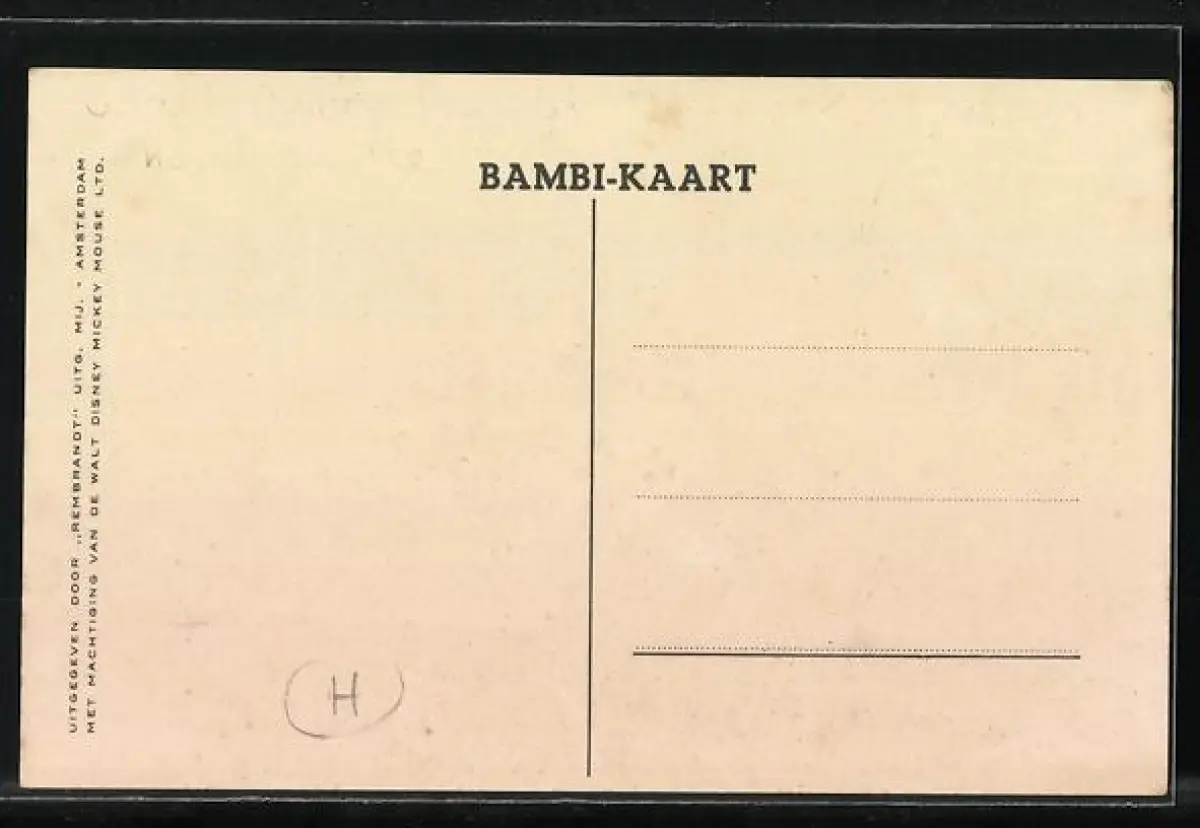 BAMBI-KAART
UITGEGEVEN DOOR „REMBRANDT" UITG. MIJ. - AMSTERDAM
MET MACHTIGING VAN DE WALT DISNEY MICKEY MOUSE LTD.
H